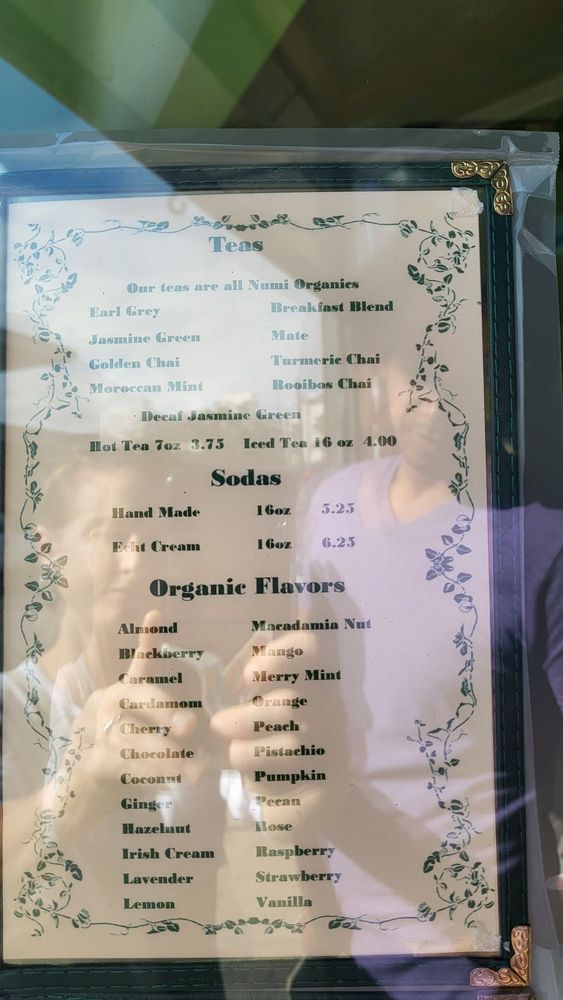 Teas
Our teas are all Numi Organics
Earl Grey Breakfast Blend
Jasmine Green Mate
Golden Chai Turmeric Chai
Moroccan Mint Rooibos Chai
Decaf Jasmine Green
Hot Tea 7oz 3.75 Iced Tea 16 oz 4.00
Sodas
Hand Made 16oz 5.25
Echt Cream 16oz 6.25
Organic Flavors
Almond Macadamia Nut
Blackberry Mango
Caramel Merry Mint
Cardamom Orange
Cherry Peach
Chocolate Pistachio
Coconut Pumpkin
Ginger Pecan
Hazelnut Rose
Irish Cream Raspberry
Lavender Strawberry
Lemon Vanilla